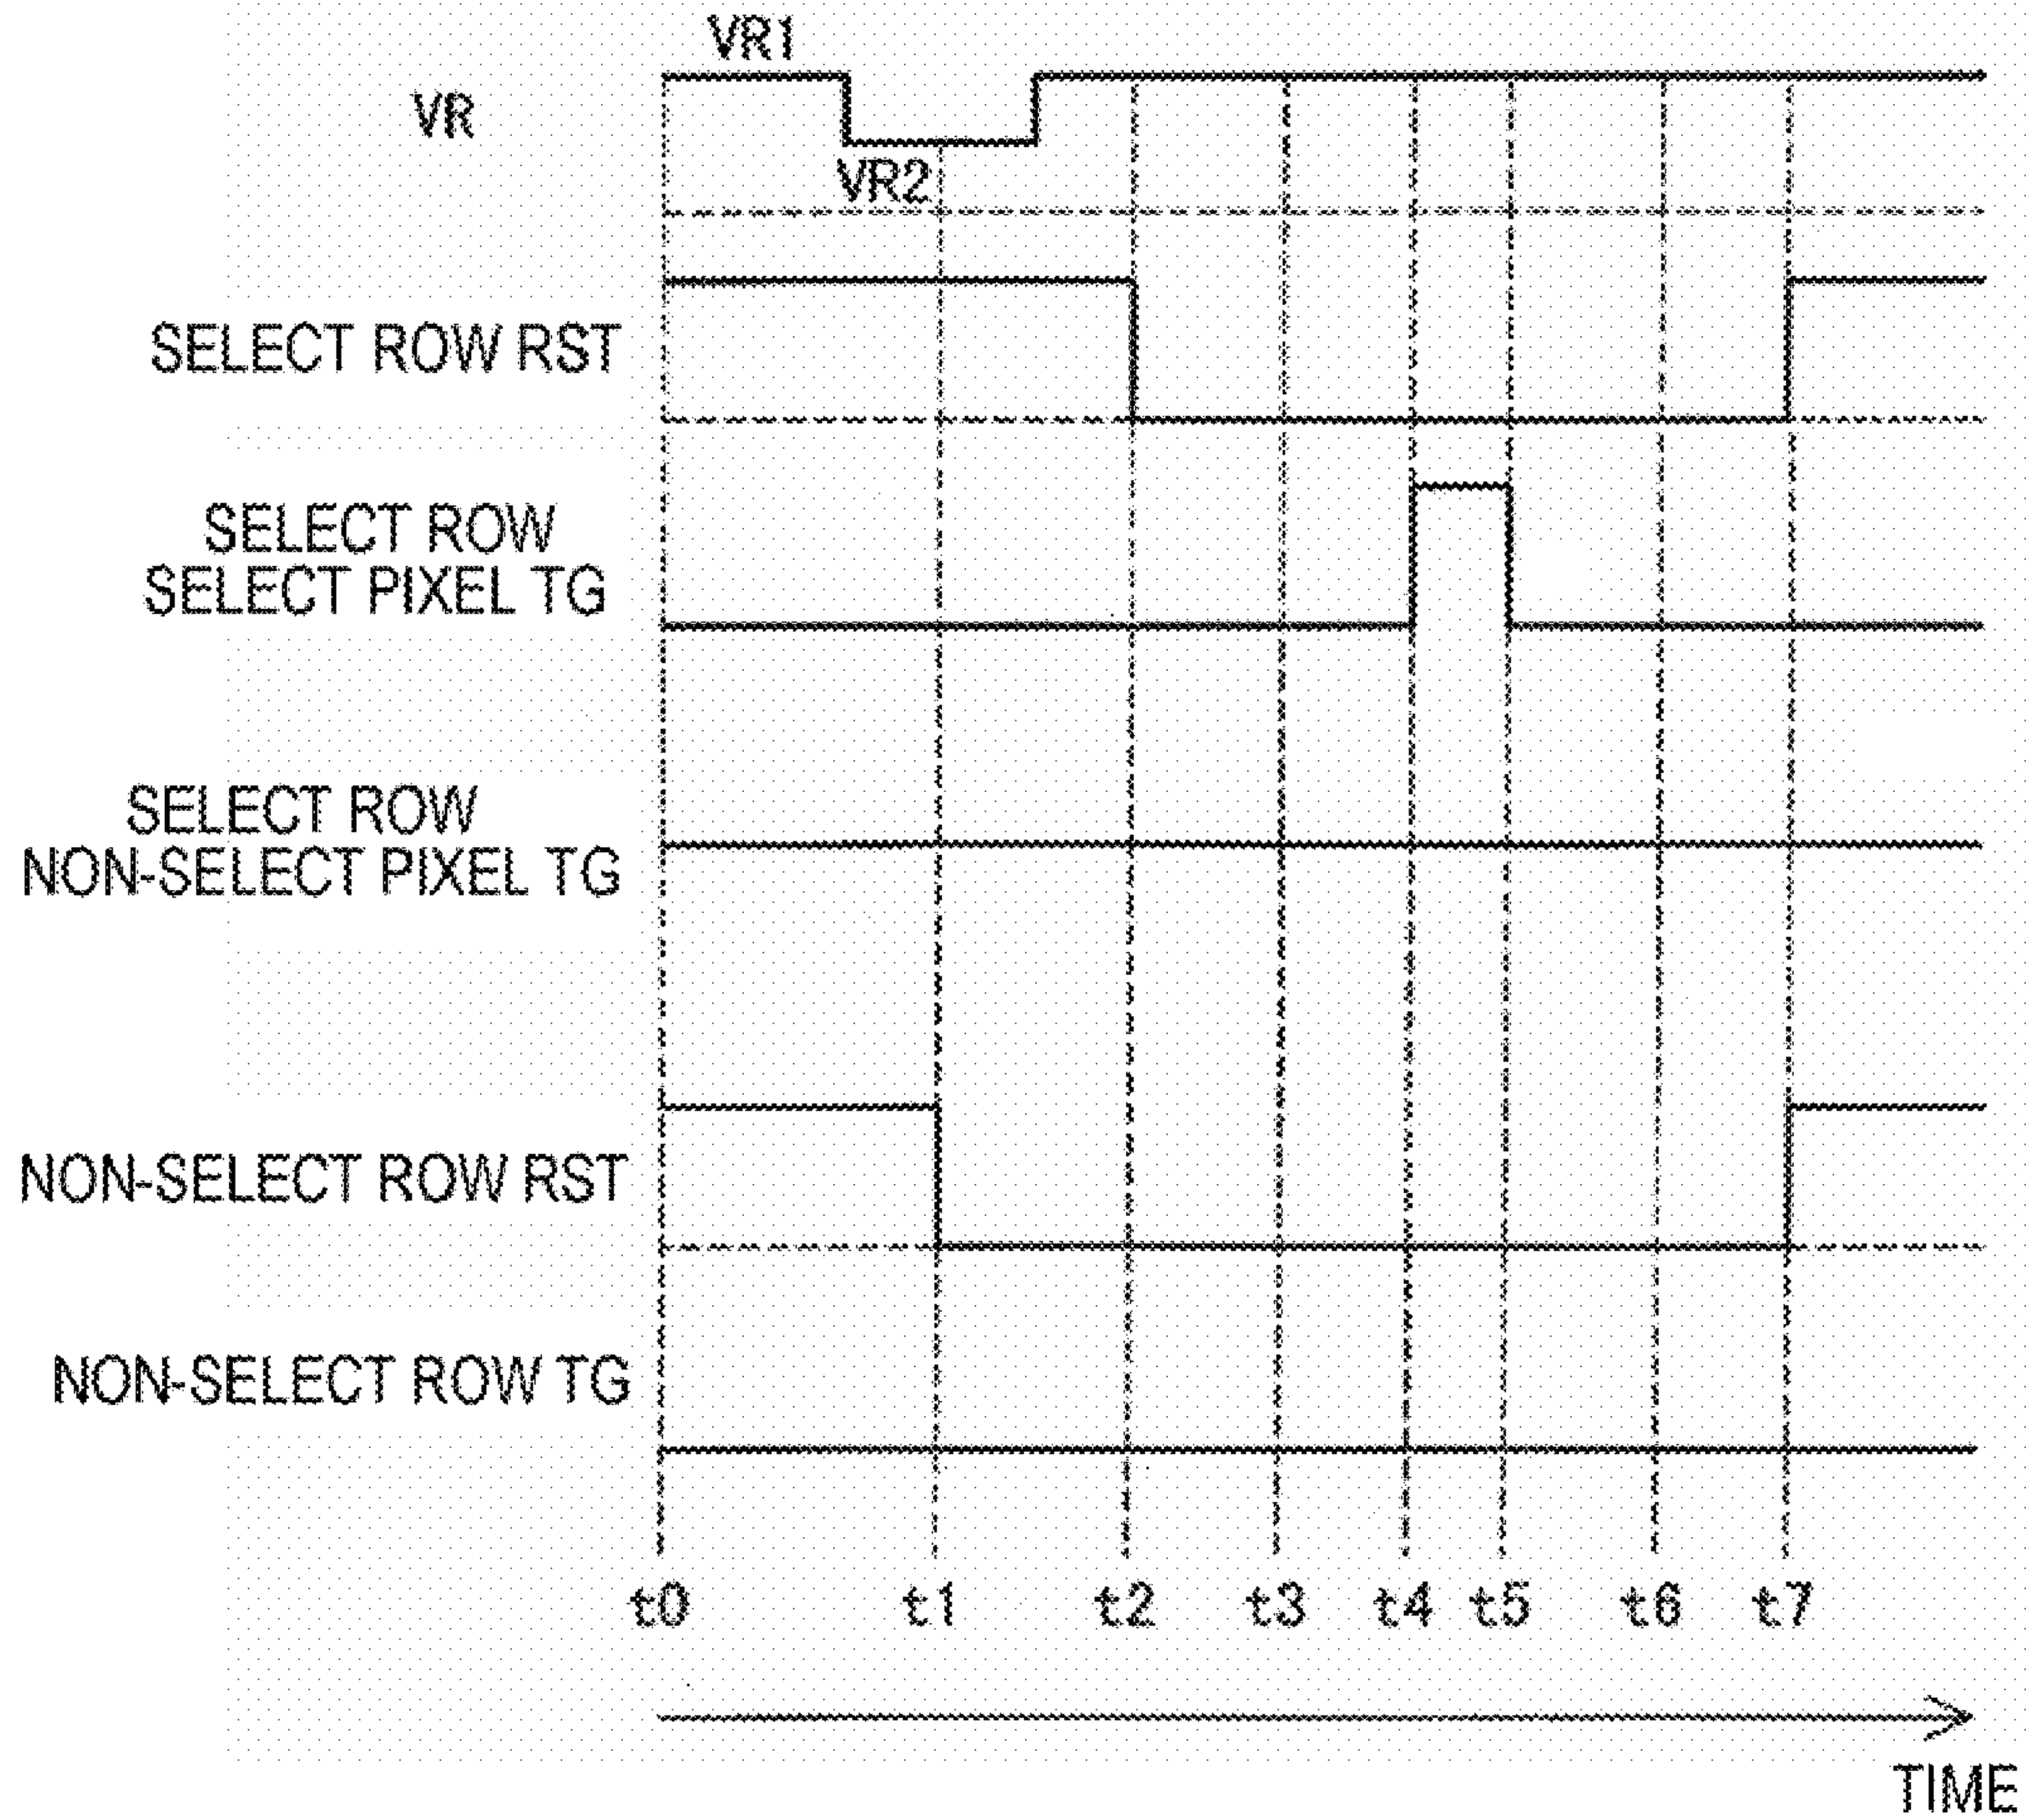 VR1
VR
VR2
SELECT ROW RST
SELECT ROW
SELECT PIXEL TG
SELECT ROW
NON-SELECT PIXEL TG
NON-SELECT ROW RST
NON-SELECT ROW TG
t0 t1 t2 t3 t4 t5 t6 t7
TIME